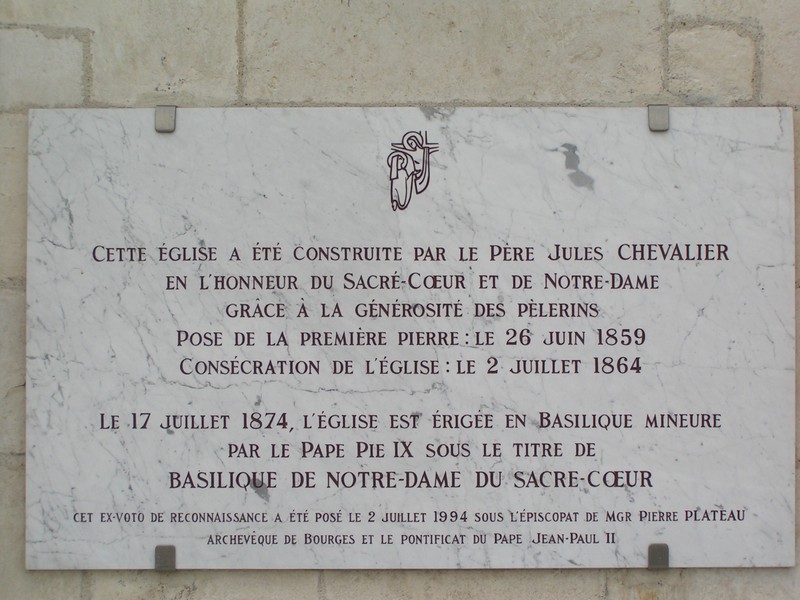 Cette église a été construite par le Père Jules CHEVALIER
en l'honneur du Sacré-Cœur et de Notre-Dame
grâce à la générosité des pèlerins
Pose de la première pierre : le 26 juin 1859
Consécration de l'église : le 2 juillet 1864
Le 17 juillet 1874, l'église est érigée en Basilique mineure
par le Pape Pie IX sous le titre de
BASILIQUE DE NOTRE-DAME DU SACRE-CŒUR
cet ex-voto de reconnaissance a été posé le 2 juillet 1994 sous l'épiscopat de Mgr Pierre PLATEAU
archevêque de Bourges et le pontificat du Pape Jean-Paul II